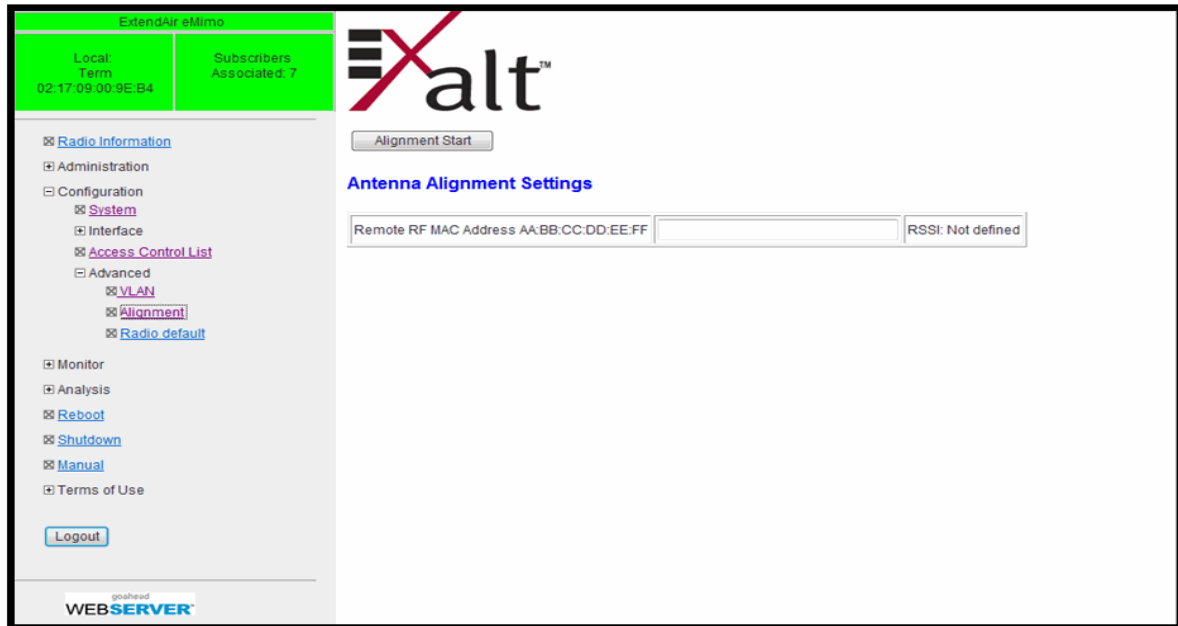 ExtendAir eMimo
Local:
Term
02:17:09:00:9E:B4
Subscribers
Associated: 7
Radio Information
Administration
Configuration
System
Interface
Access Control List
Advanced
VLAN
Alignment
Radio default
Monitor
Analysis
Reboot
Shutdown
Manual
Terms of Use
Logout
goahead
WEBSERVER
EXalt™
Alignment Start
Antenna Alignment Settings
Remote RF MAC Address AA:BB:CC:DD:EE:FF
RSSI: Not defined